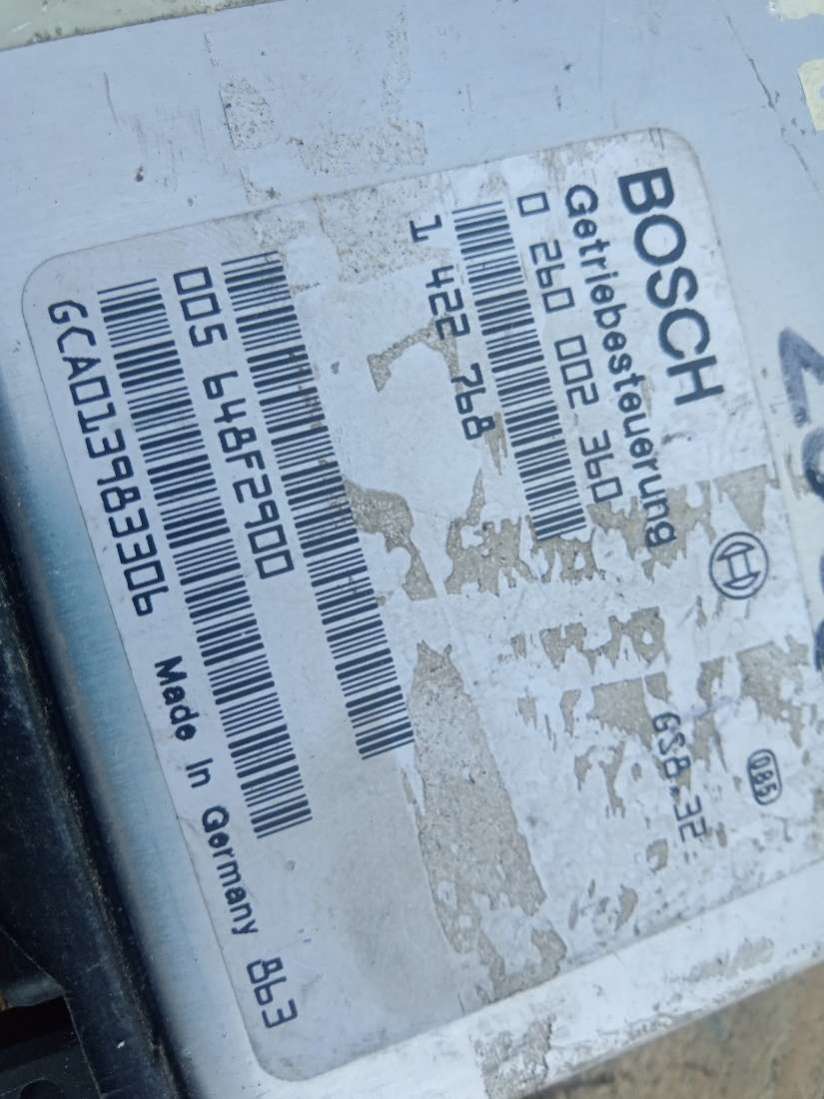 BOSCH
Getriebesteuerung
GS8.32
085
0 260 002 360
1 422 768
005 648F2900
GCA013983306 Made in Germany 863